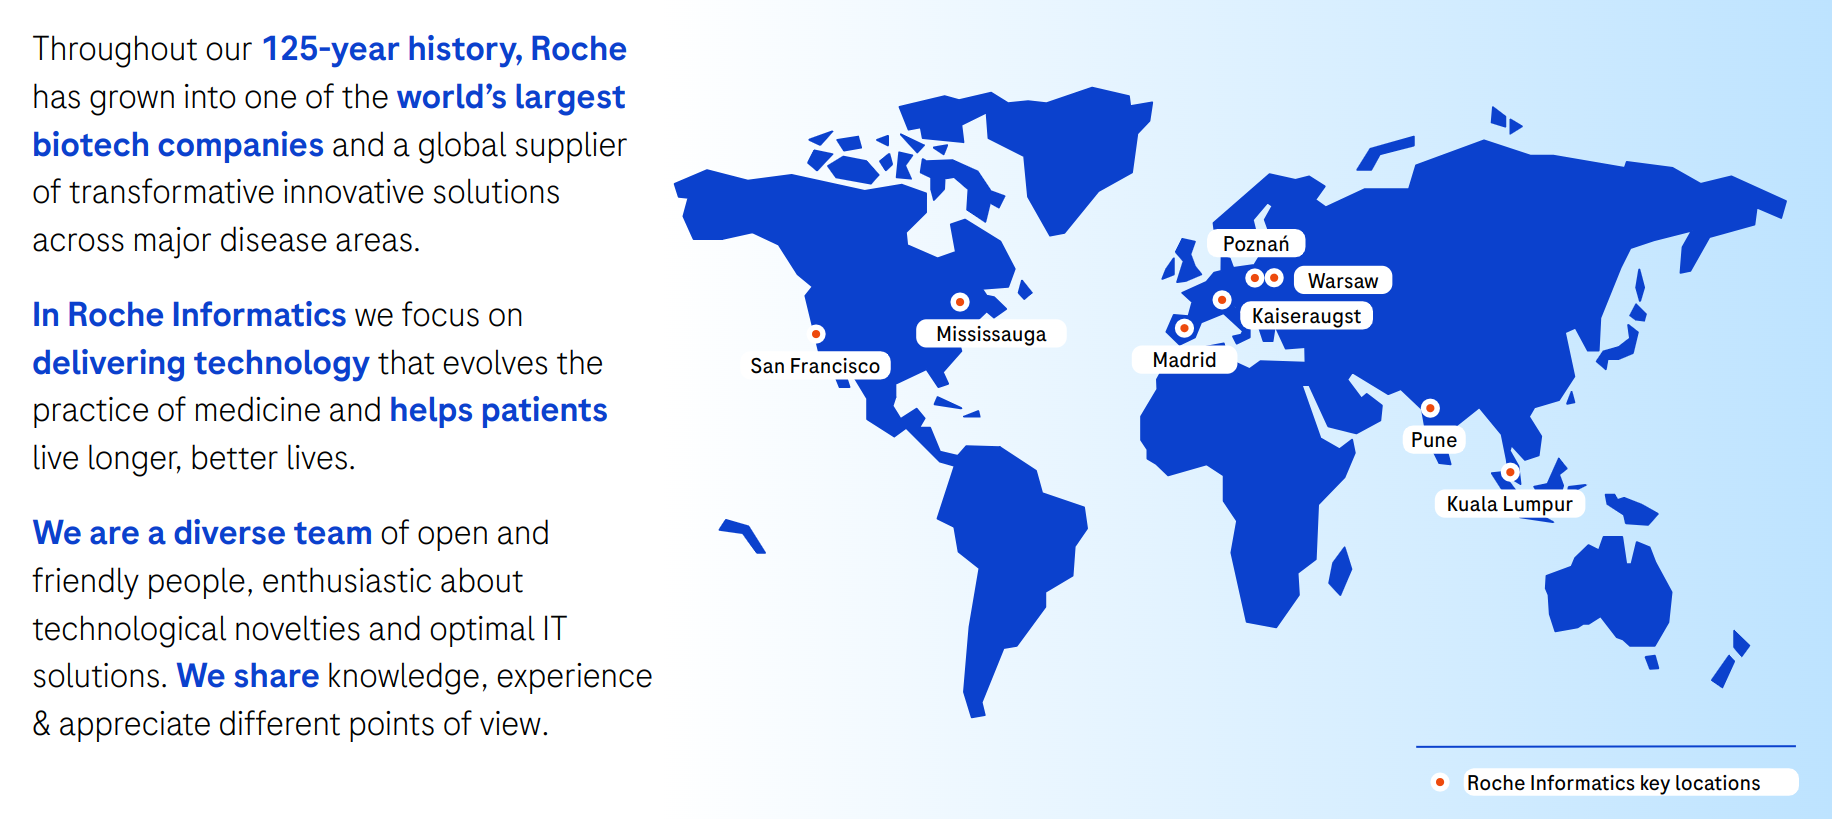 Throughout our 125-year history, Roche
has grown into one of the world's largest
biotech companies and a global supplier
of transformative innovative solutions
across major disease areas.
In Roche Informatics we focus on
delivering technology that evolves the
practice of medicine and helps patients
live longer, better lives.
We are a diverse team of open and
friendly people, enthusiastic about
technological novelties and optimal IT
solutions. We share knowledge, experience
& appreciate different points of view.
Poznań
Warsaw
Kaiseraugst
Mississauga
Madrid
San Francisco
Pune
Kuala Lumpur
Roche Informatics key locations